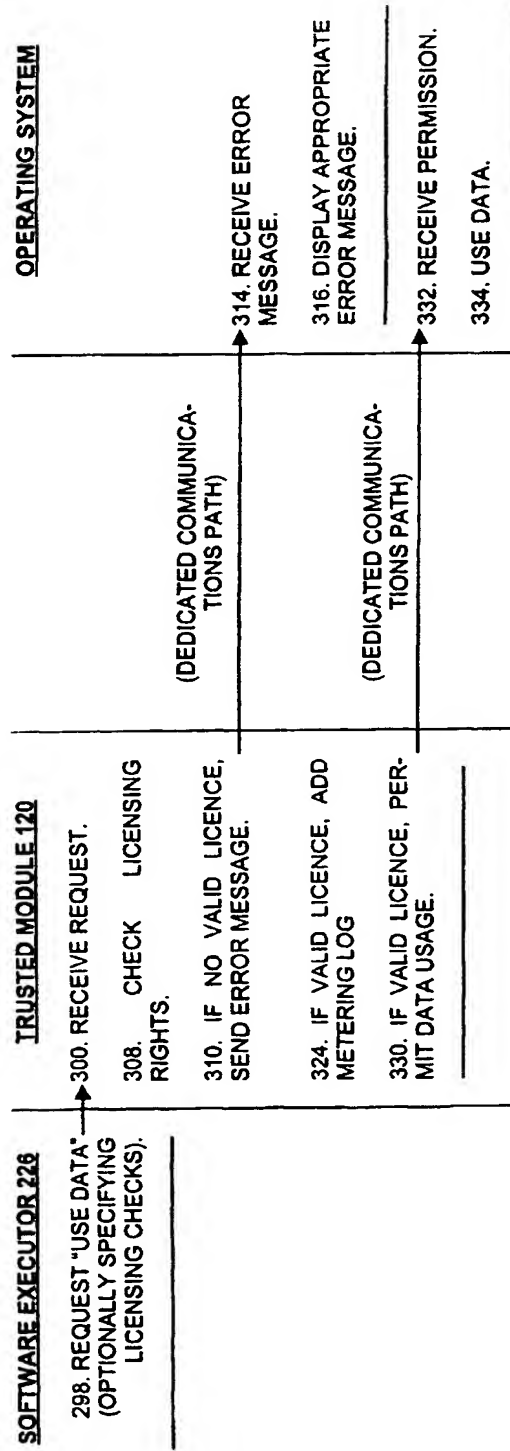 SOFTWARE EXECUTOR 226
298. REQUEST "USE DATA"
(OPTIONALLY SPECIFYING
LICENSING CHECKS).
TRUSTED MODULE 120
300. RECEIVE REQUEST.
308. CHECK LICENSING
RIGHTS.
310. IF NO VALID LICENCE,
SEND ERROR MESSAGE.
324. IF VALID LICENCE, ADD
METERING LOG
330. IF VALID LICENCE, PER-
MIT DATA USAGE.
(DEDICATED COMMUNICA-
TIONS PATH)
(DEDICATED COMMUNICA-
TIONS PATH)
OPERATING SYSTEM
314. RECEIVE ERROR
MESSAGE.
316. DISPLAY APPROPRIATE
ERROR MESSAGE.
332. RECEIVE PERMISSION.
334. USE DATA.